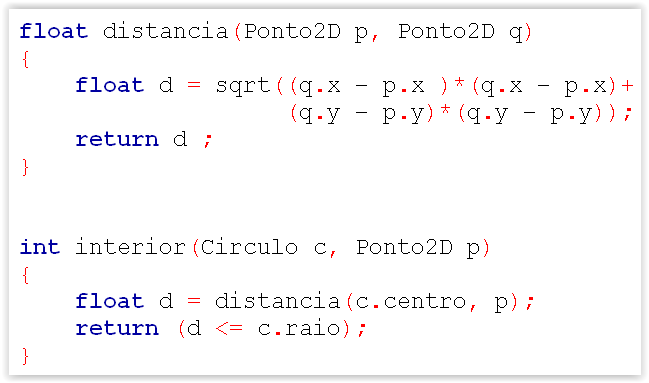 float distancia(Ponto2D p, Ponto2D q)
{
    float d = sqrt((q.x - p.x )*(q.x - p.x)+
                   (q.y - p.y)*(q.y - p.y));
    return d ;
}
int interior(Circulo c, Ponto2D p)
{
    float d = distancia(c.centro, p);
    return (d <= c.raio);
}